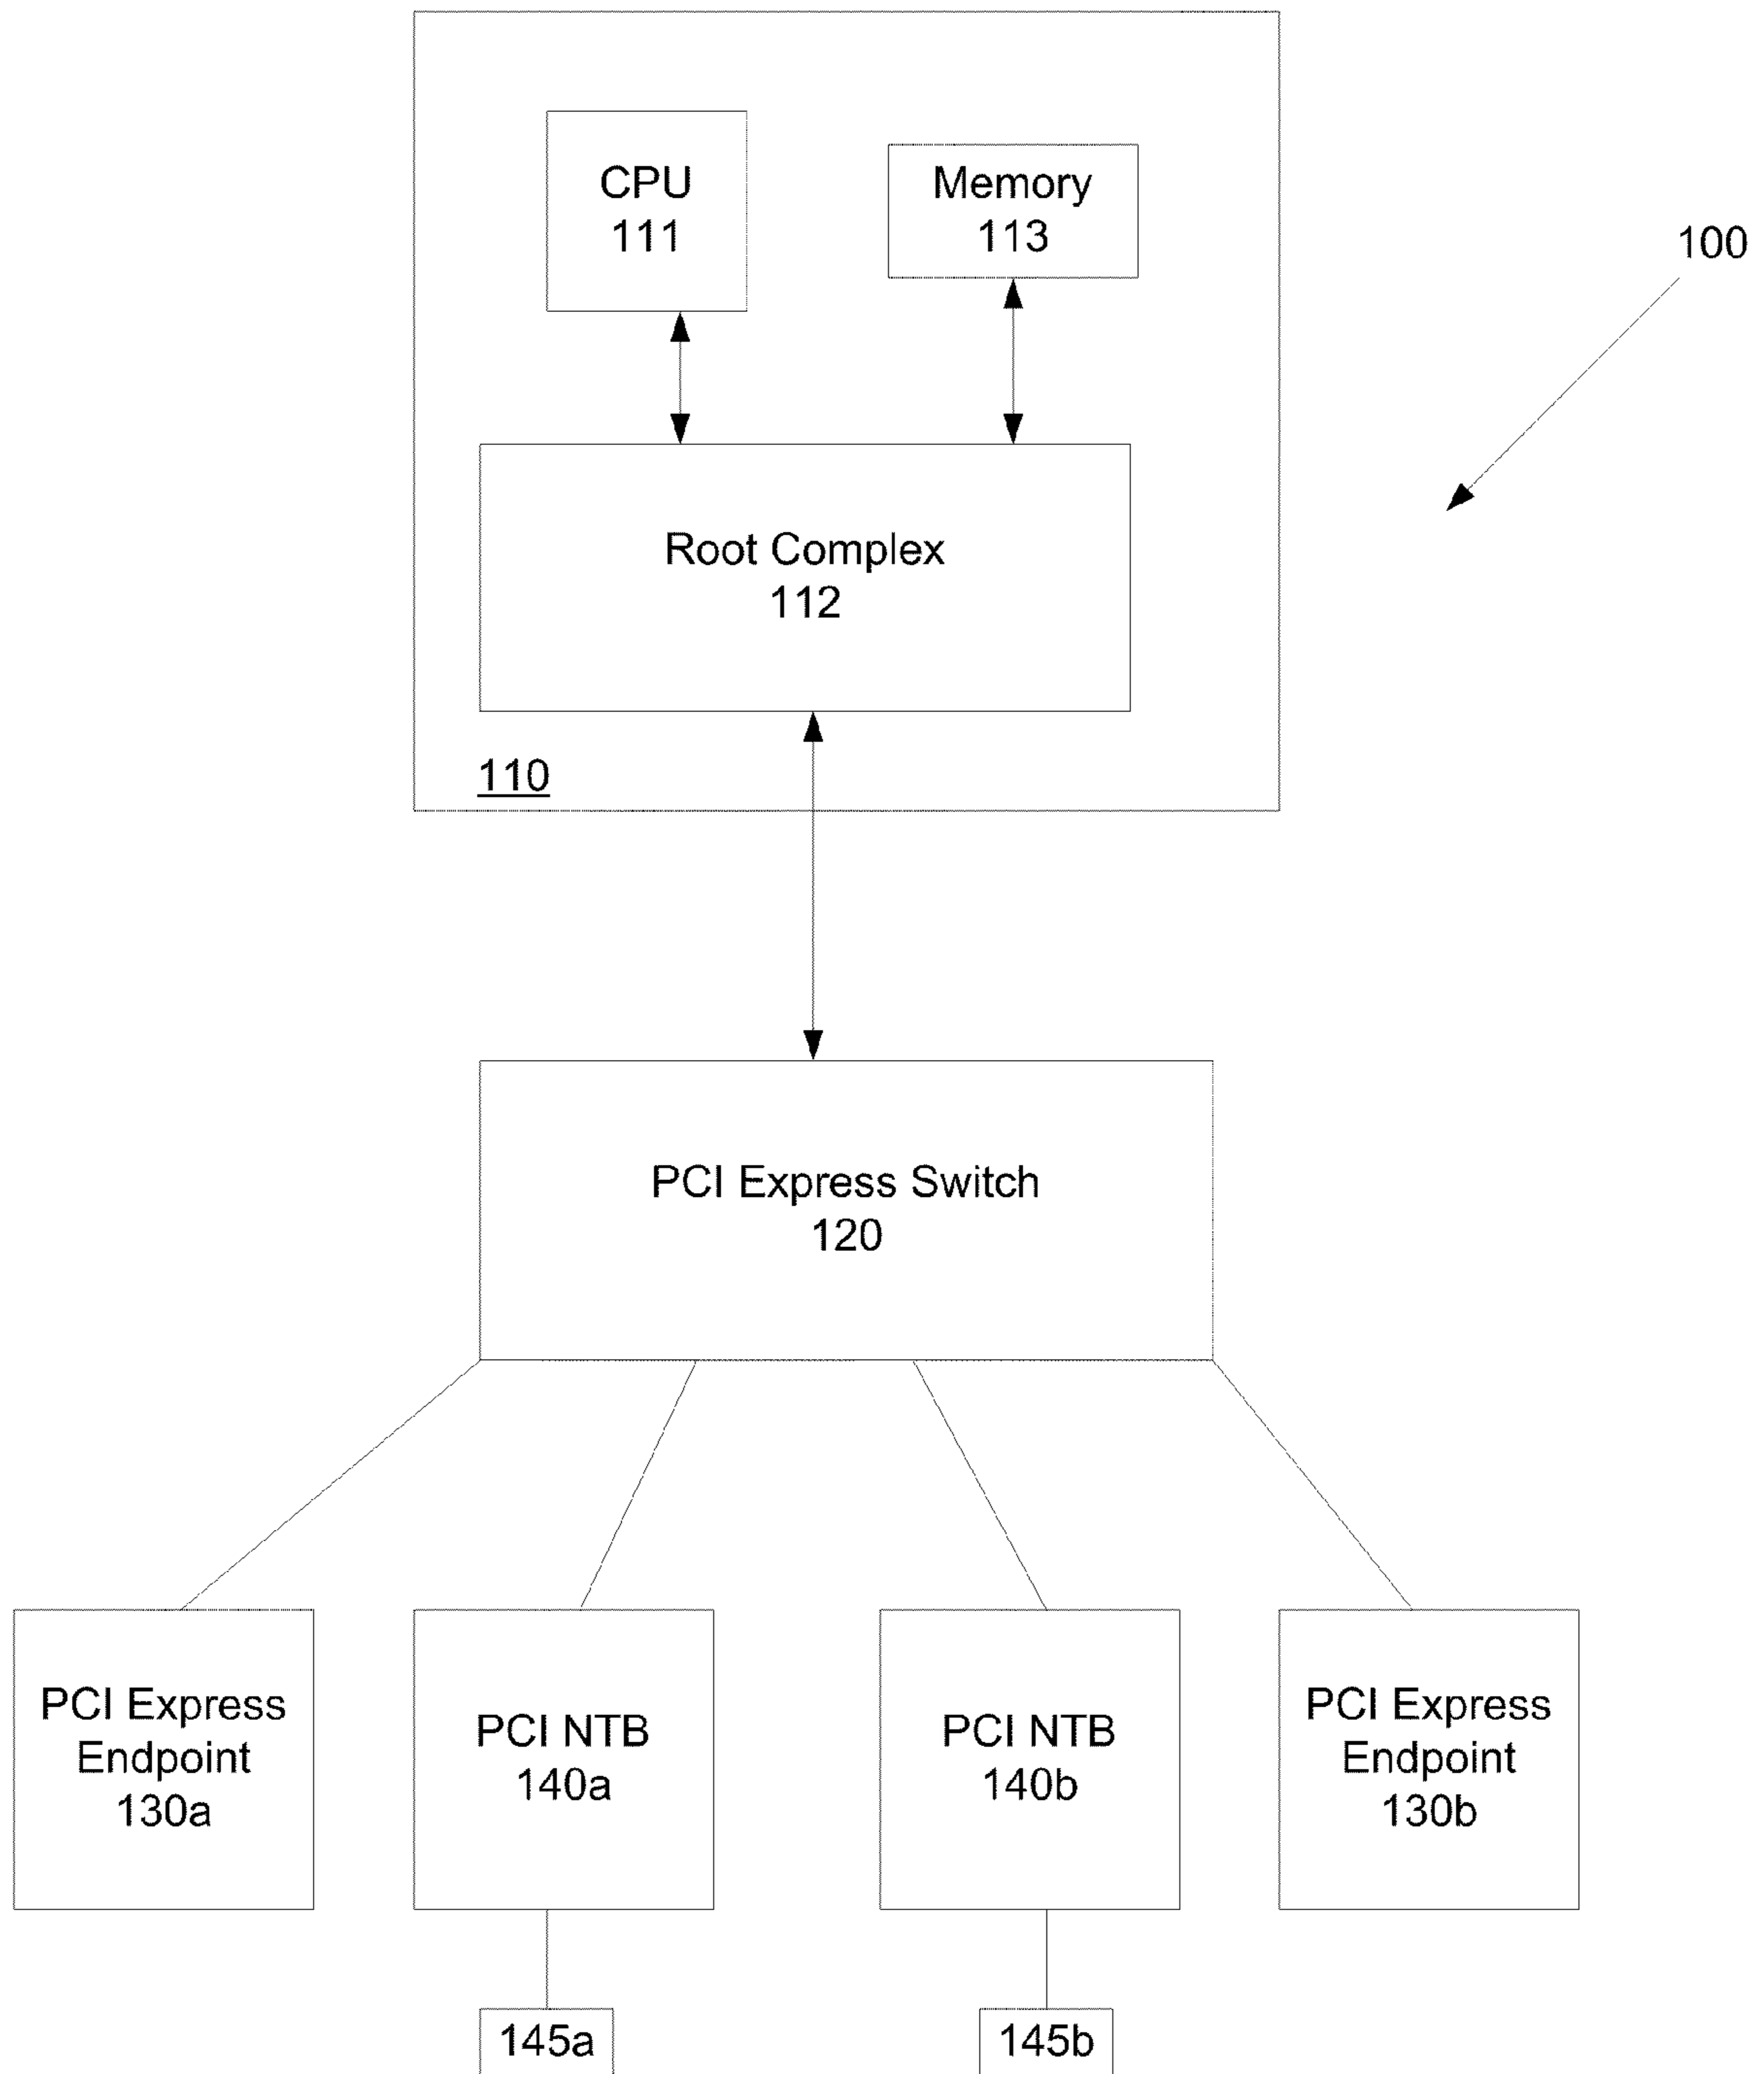 CPU
111
Memory
113
100
Root Complex
112
110
PCI Express Switch
120
PCI Express
Endpoint
130a
PCI NTB
140a
PCI NTB
140b
PCI Express
Endpoint
130b
145a
145b